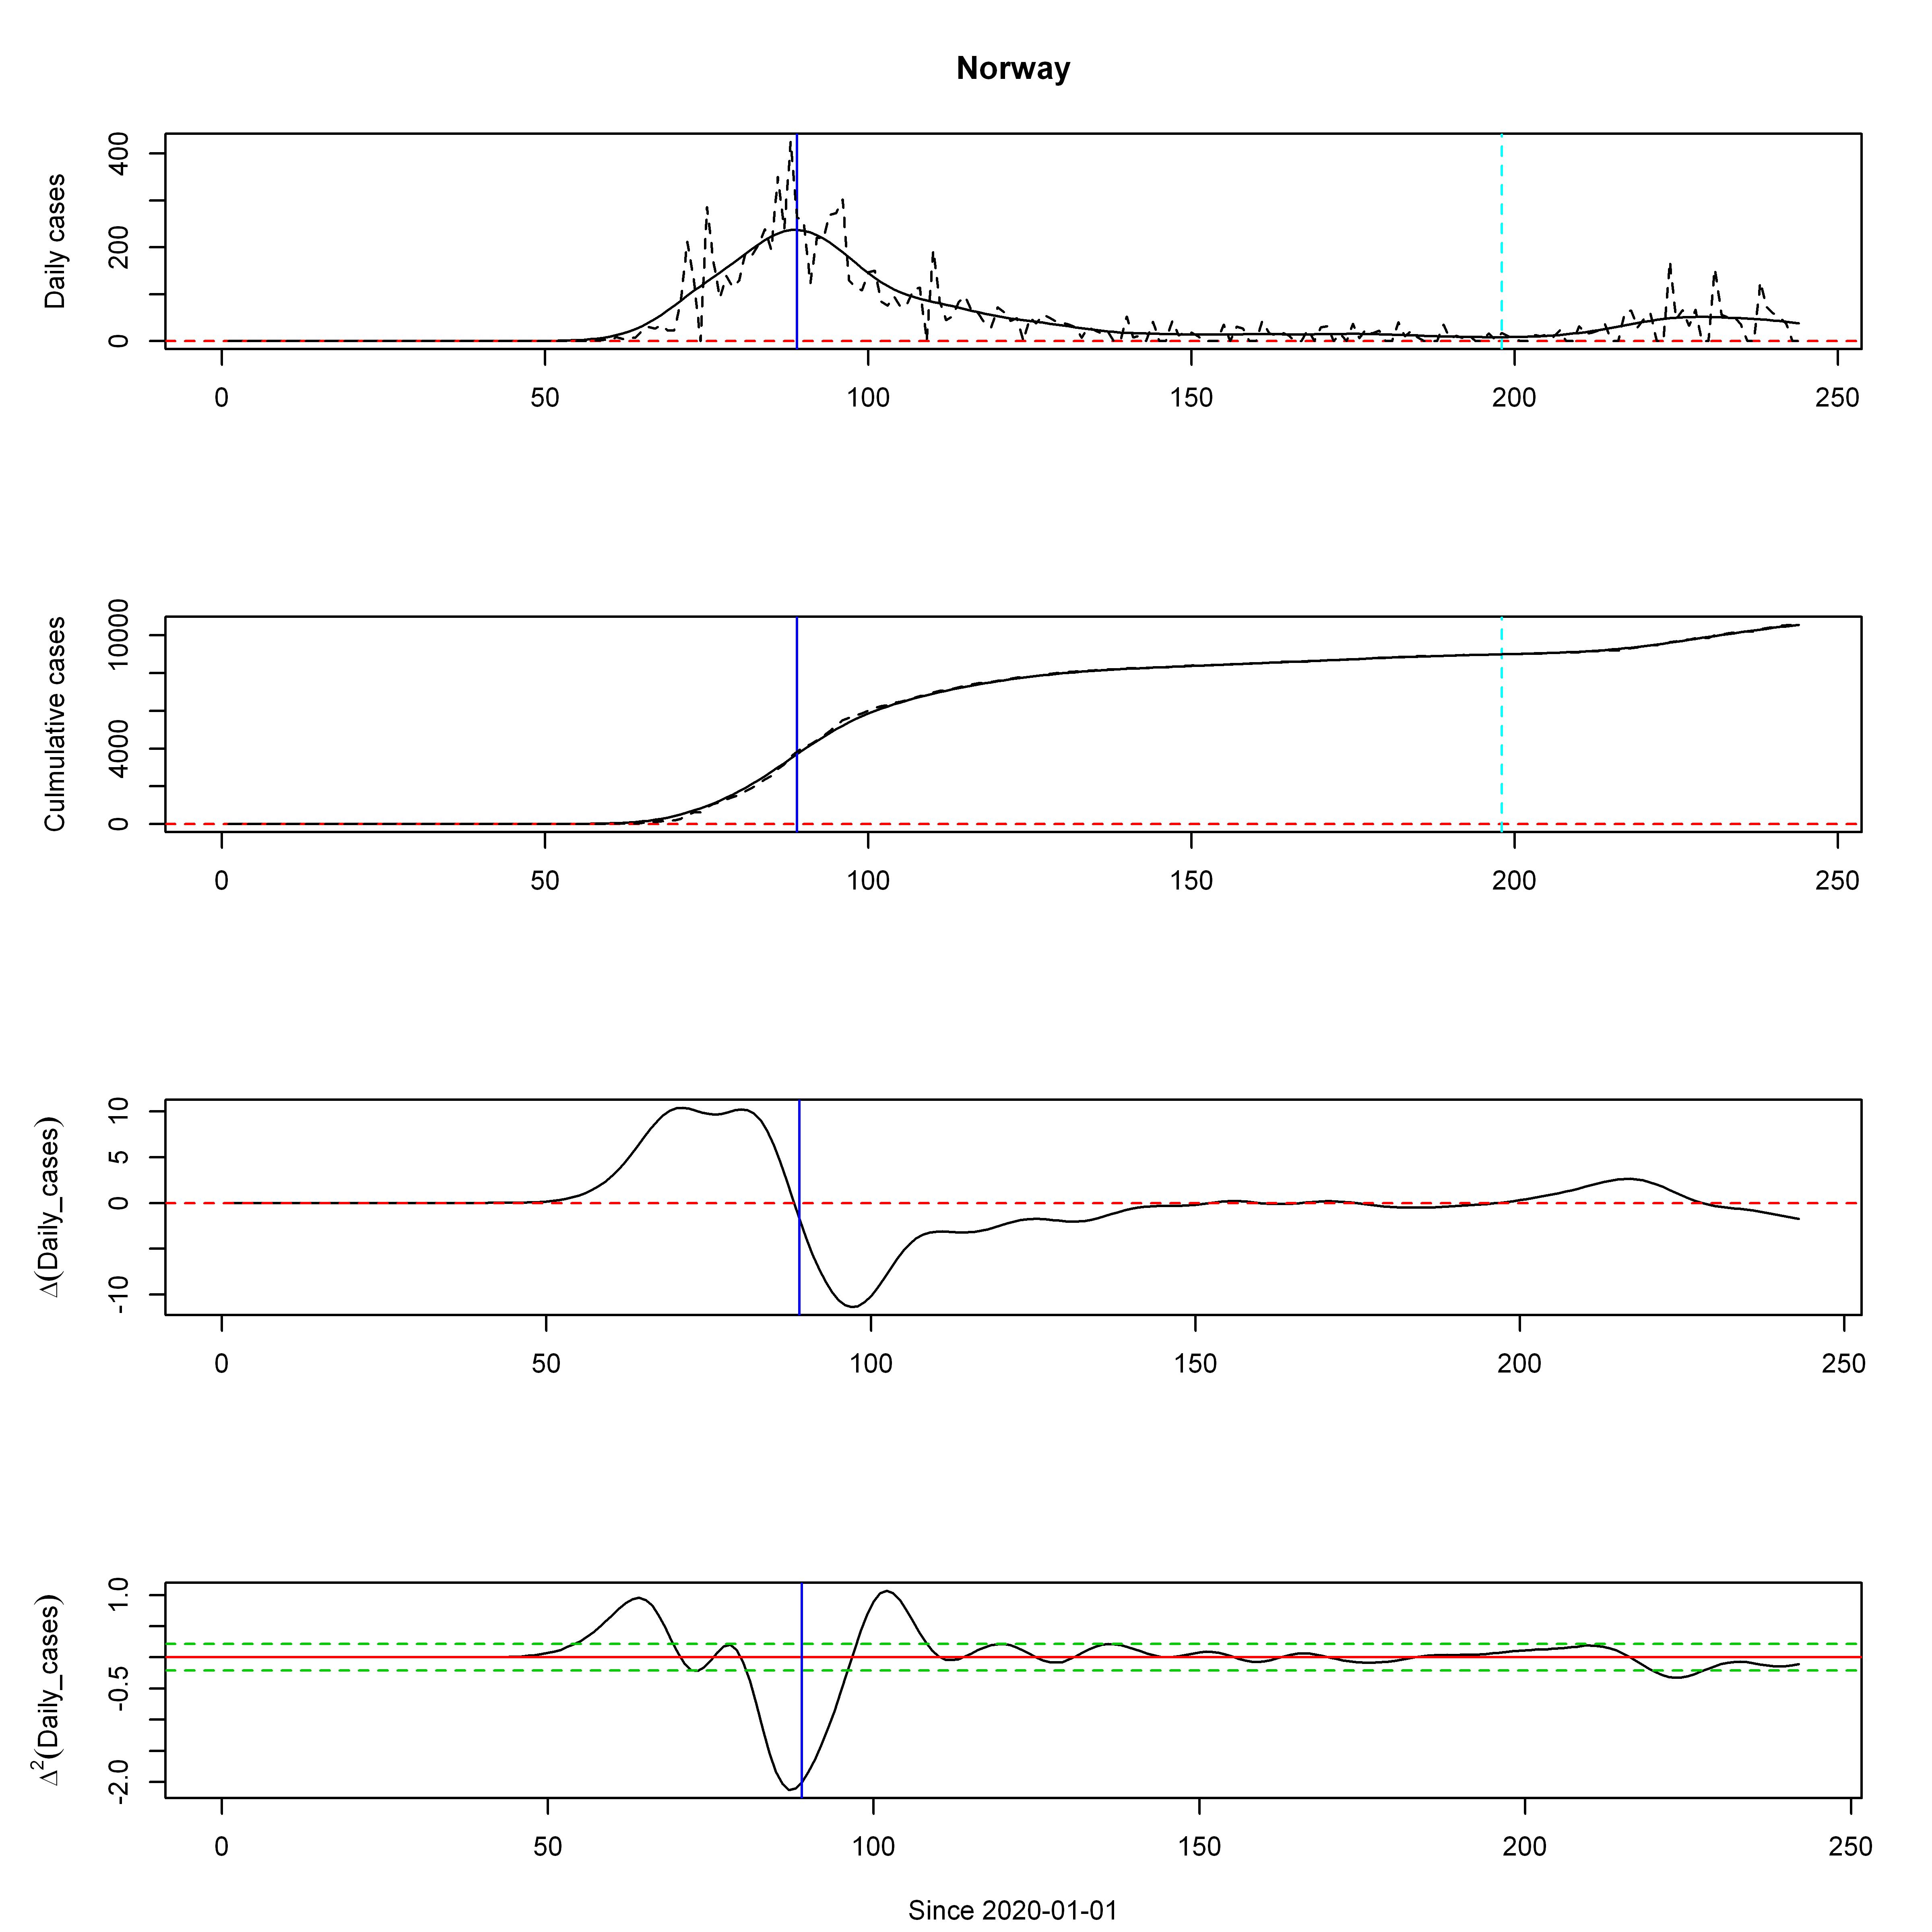 Norway
Daily cases
0 200 400
0 50 100 150 200 250
Culmulative cases
0 4000 10000
0 50 100 150 200 250
Δ(Daily_cases)
-10 0 5 10
0 50 100 150 200 250
Δ²(Daily_cases)
-2.0 -0.5 1.0
0 50 100 150 200 250
Since 2020-01-01